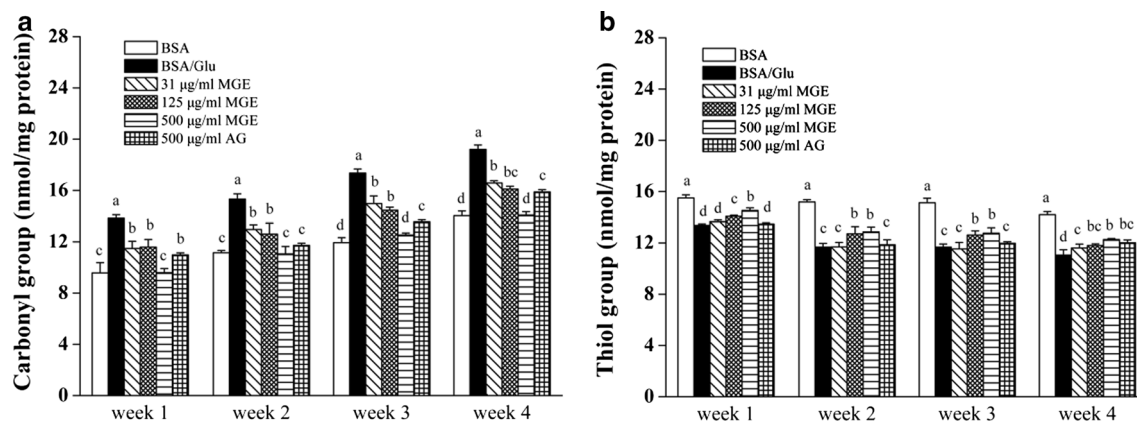 a
Carbonyl group (nmol/mg protein)
28
24
20
16
12
8
4
0
BSA
BSA/Glu
31 µg/ml MGE
125 µg/ml MGE
500 µg/ml MGE
500 µg/ml AG
c a b b c b
c a b b c c
d a b b d c
d a b bc d c
week 1 week 2 week 3 week 4
b
Thiol group (nmol/mg protein)
28
24
20
16
12
8
4
0
BSA
BSA/Glu
31 µg/ml MGE
125 µg/ml MGE
500 µg/ml MGE
500 µg/ml AG
a d d c b d
a c c b b c
a c c b b c
a d c bc b bc
week 1 week 2 week 3 week 4